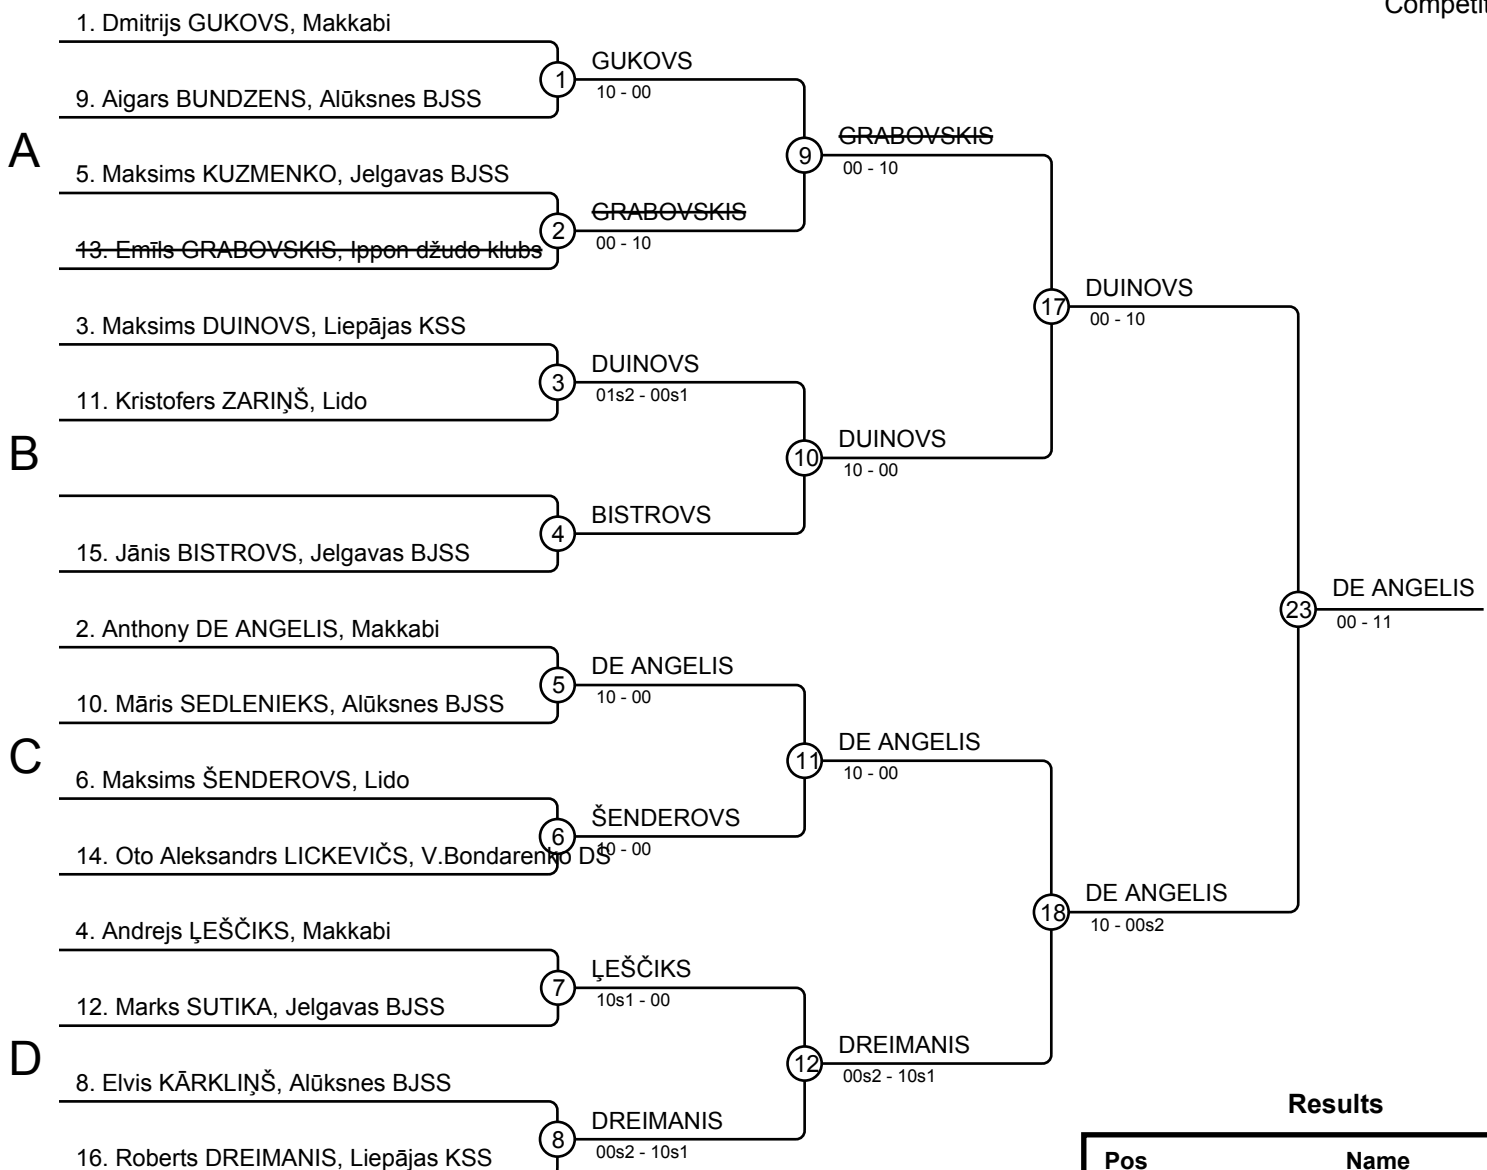 Competit
1. Dmitrijs GUKOVS, Makkabi
1
GUKOVS
10 - 00
9. Aigars BUNDZENS, Alūksnes BJSS
A
9
GRABOVSKIS
00 - 10
5. Maksims KUZMENKO, Jelgavas BJSS
2
GRABOVSKIS
00 - 10
13. Emīls GRABOVSKIS, Ippon džudo klubs
17
DUINOVS
00 - 10
3. Maksims DUINOVS, Liepājas KSS
3
DUINOVS
01s2 - 00s1
11. Kristofers ZARIŅŠ, Lido
B
10
DUINOVS
10 - 00
4
BISTROVS
15. Jānis BISTROVS, Jelgavas BJSS
23
DE ANGELIS
00 - 11
2. Anthony DE ANGELIS, Makkabi
5
DE ANGELIS
10 - 00
10. Māris SEDLENIEKS, Alūksnes BJSS
C
11
DE ANGELIS
10 - 00
6. Maksims ŠENDEROVS, Lido
6
ŠENDEROVS
10 - 00
14. Oto Aleksandrs LICKEVIČS, V.Bondarenko DS
18
DE ANGELIS
10 - 00s2
4. Andrejs ĻEŠČIKS, Makkabi
7
ĻEŠČIKS
10s1 - 00
12. Marks SUTIKA, Jelgavas BJSS
D
12
DREIMANIS
00s2 - 10s1
8. Elvis KĀRKLIŅŠ, Alūksnes BJSS
8
DREIMANIS
00s2 - 10s1
16. Roberts DREIMANIS, Liepājas KSS
Results
Pos Name